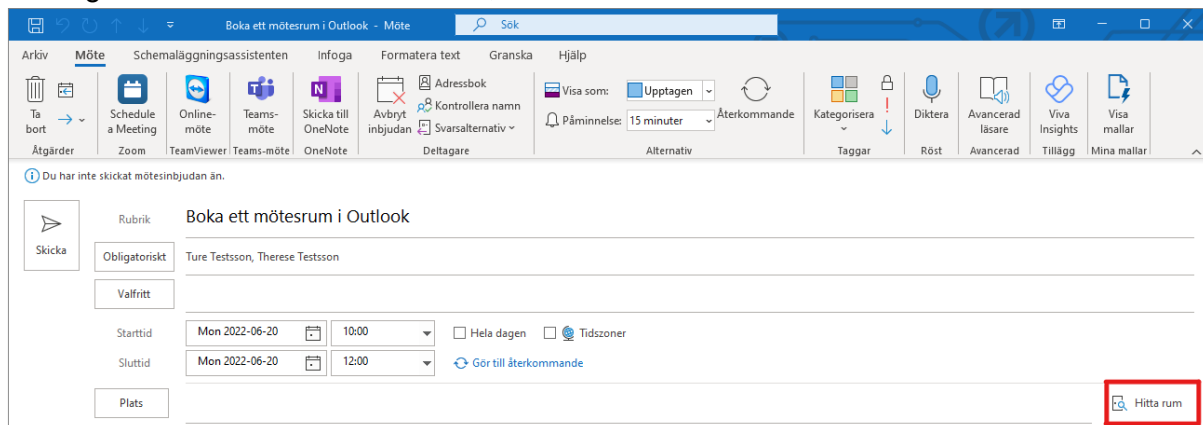 Boka ett mötesrum i Outlook - Möte
Sök
Arkiv Möte Schemaläggningsassistenten Infoga Formatera text Granska Hjälp
Ta bort
Schedule a Meeting
Online-möte
Teams-möte
Skicka till OneNote
Avbryt inbjudan
Adressbok
Kontrollera namn
Svarsalternativ
Visa som: Upptagen
Påminnelse: 15 minuter
Återkommande
Kategorisera
Diktera
Avancerad läsare
Viva Insights
Visa mallar
Åtgärder Zoom TeamViewer Teams-möte OneNote Deltagare Alternativ Taggar Röst Avancerad Tillägg Mina mallar
Du har inte skickat mötesinbjudan än.
Skicka
Rubrik Boka ett mötesrum i Outlook
Obligatoriskt Ture Testsson, Therese Testsson
Valfritt
Starttid Mon 2022-06-20 10:00 Hela dagen Tidszoner
Sluttid Mon 2022-06-20 12:00 Gör till återkommande
Plats Hitta rum